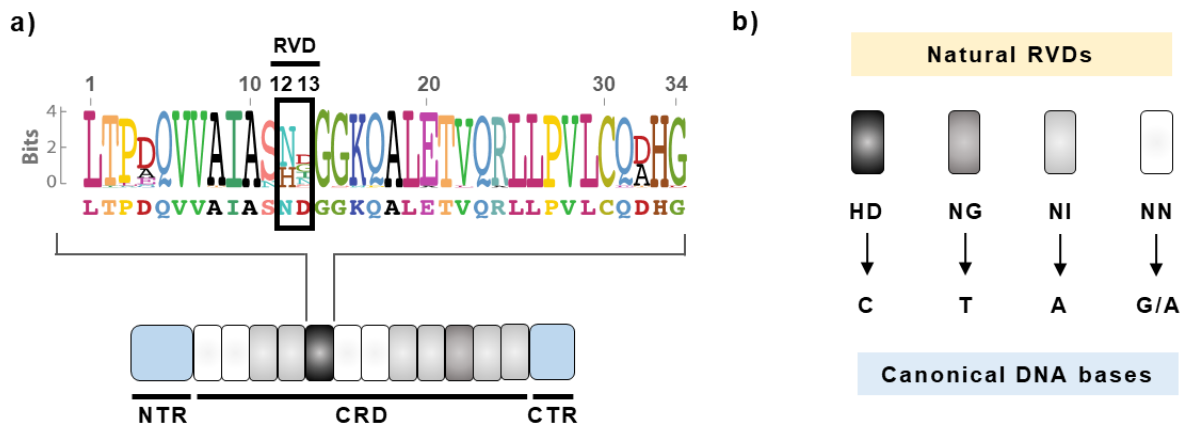 a)
RVD
1 10 12 13 20 30 34
4
Bits
2
0
LTPDQVVAIASNDGGKQALETVQRLLPVLCQDHG
LTPDQVVAIASNDGGKQALETVQRLLPVLCQDHG
NTR CRD CTR
b)
Natural RVDs
HD NG NI NN
C T A G/A
Canonical DNA bases